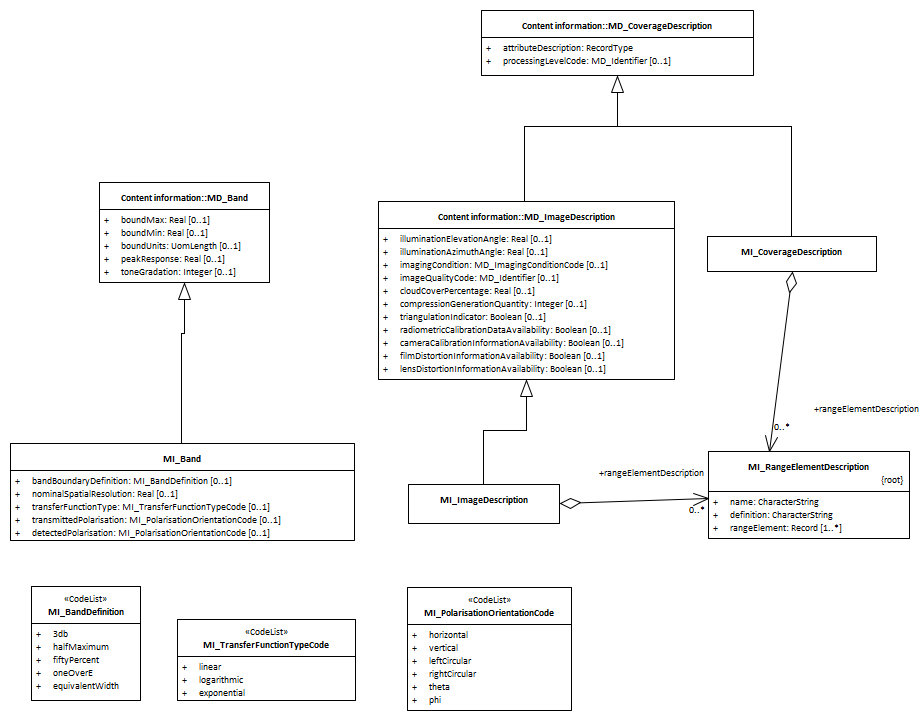 Content information::MD_CoverageDescription
+ attributeDescription: RecordType
+ processingLevelCode: MD_Identifier [0..1]
Content information::MD_Band
+ boundMax: Real [0..1]
+ boundMin: Real [0..1]
+ boundUnits: UomLength [0..1]
+ peakResponse: Real [0..1]
+ toneGradation: Integer [0..1]
Content information::MD_ImageDescription
+ illuminationElevationAngle: Real [0..1]
+ illuminationAzimuthAngle: Real [0..1]
+ imagingCondition: MD_ImagingConditionCode [0..1]
+ imageQualityCode: MD_Identifier [0..1]
+ cloudCoverPercentage: Real [0..1]
+ compressionGenerationQuantity: Integer [0..1]
+ triangulationIndicator: Boolean [0..1]
+ radiometricCalibrationDataAvailability: Boolean [0..1]
+ cameraCalibrationInformationAvailability: Boolean [0..1]
+ filmDistortionInformationAvailability: Boolean [0..1]
+ lensDistortionInformationAvailability: Boolean [0..1]
MI_CoverageDescription
+rangeElementDescription
0..*
MI_Band
+ bandBoundaryDefinition: MI_BandDefinition [0..1]
+ nominalSpatialResolution: Real [0..1]
+ transferFunctionType: MI_TransferFunctionTypeCode [0..1]
+ transmittedPolarisation: MI_PolarisationOrientationCode [0..1]
+ detectedPolarisation: MI_PolarisationOrientationCode [0..1]
MI_ImageDescription
+rangeElementDescription
0..*
MI_RangeElementDescription
{root}
+ name: CharacterString
+ definition: CharacterString
+ rangeElement: Record [1..*]
«CodeList»
MI_BandDefinition
+ 3db
+ halfMaximum
+ fiftyPercent
+ oneOverE
+ equivalentWidth
«CodeList»
MI_TransferFunctionTypeCode
+ linear
+ logarithmic
+ exponential
«CodeList»
MI_PolarisationOrientationCode
+ horizontal
+ vertical
+ leftCircular
+ rightCircular
+ theta
+ phi